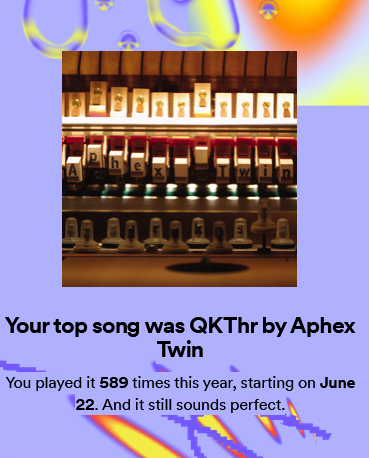 Aphex Twin
Your top song was QKThr by Aphex
Twin
You played it 589 times this year, starting on June
22. And it still sounds perfect.